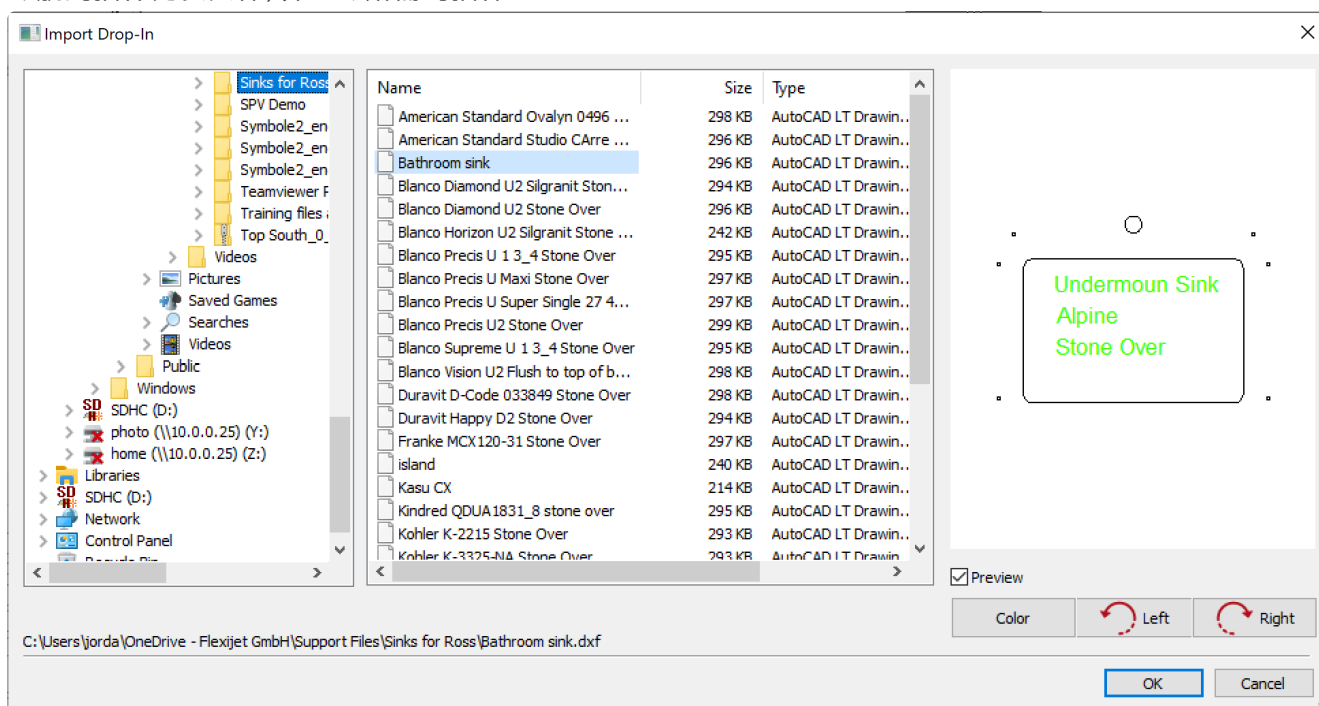 Import Drop-In
Sinks for Ross
SPV Demo
Symbole2_en
Symbole2_en
Symbole2_en
Teamviewer
Training files
Top South_0_
Videos
Pictures
Saved Games
Searches
Videos
Public
Windows
SDHC (D:)
photo (\\10.0.0.25) (Y:)
home (\\10.0.0.25) (Z:)
Libraries
SDHC (D:)
Network
Control Panel
Name Size Type
American Standard Ovalyn 0496 ... 298 KB AutoCAD LT Drawin..
American Standard Studio CArre ... 296 KB AutoCAD LT Drawin..
Bathroom sink 296 KB AutoCAD LT Drawin..
Blanco Diamond U2 Silgranit Ston... 294 KB AutoCAD LT Drawin..
Blanco Diamond U2 Stone Over 296 KB AutoCAD LT Drawin..
Blanco Horizon U2 Silgranit Stone ... 242 KB AutoCAD LT Drawin..
Blanco Precis U 1 3_4 Stone Over 295 KB AutoCAD LT Drawin..
Blanco Precis U Maxi Stone Over 297 KB AutoCAD LT Drawin..
Blanco Precis U Super Single 27 4... 297 KB AutoCAD LT Drawin..
Blanco Precis U2 Stone Over 299 KB AutoCAD LT Drawin..
Blanco Supreme U 1 3_4 Stone Over 295 KB AutoCAD LT Drawin..
Blanco Vision U2 Flush to top of b... 298 KB AutoCAD LT Drawin..
Duravit D-Code 033849 Stone Over 298 KB AutoCAD LT Drawin..
Duravit Happy D2 Stone Over 294 KB AutoCAD LT Drawin..
Franke MCX120-31 Stone Over 297 KB AutoCAD LT Drawin..
island 240 KB AutoCAD LT Drawin..
Kasu CX 214 KB AutoCAD LT Drawin..
Kindred QDUA1831_8 stone over 295 KB AutoCAD LT Drawin..
Kohler K-2215 Stone Over 293 KB AutoCAD LT Drawin..
Kohler K-3325-NA Stone Over 293 KB AutoCAD LT Drawin
Undermoun Sink
Alpine
Stone Over
Preview
Color Left Right
C:\Users\jorda\OneDrive - Flexijet GmbH\Support Files\Sinks for Ross\Bathroom sink.dxf
OK Cancel